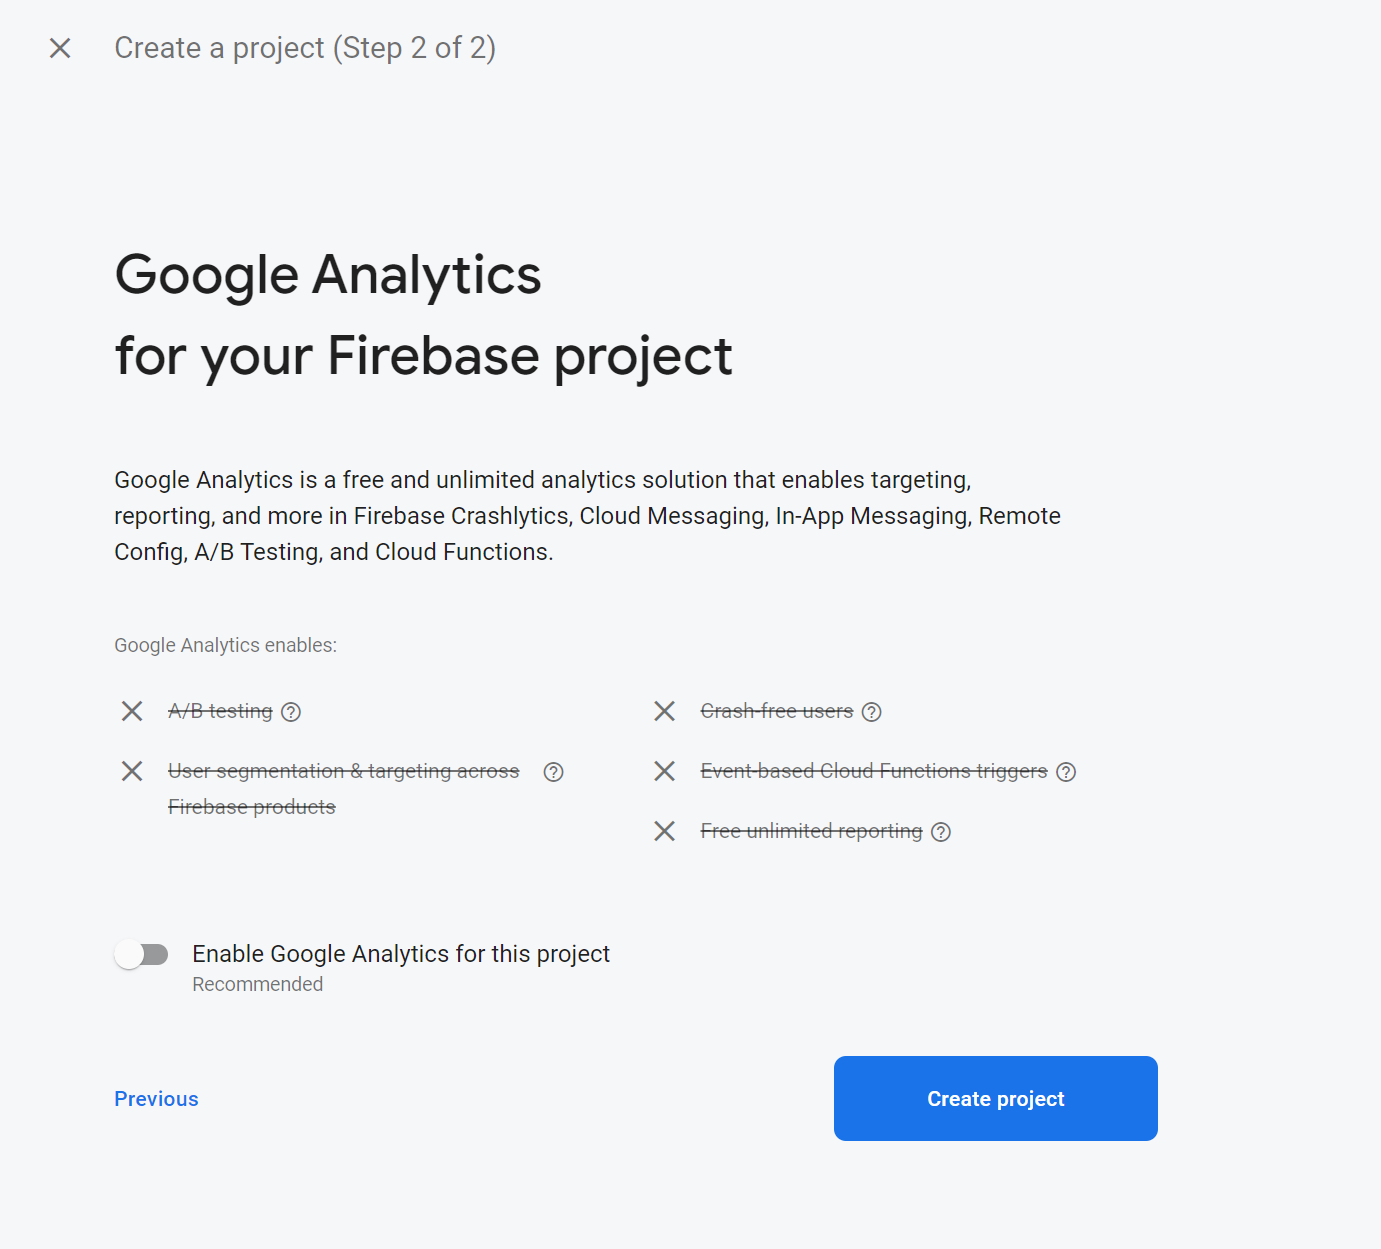 Create a project (Step 2 of 2)
Google Analytics
for your Firebase project
Google Analytics is a free and unlimited analytics solution that enables targeting,
reporting, and more in Firebase Crashlytics, Cloud Messaging, In-App Messaging, Remote
Config, A/B Testing, and Cloud Functions.
Google Analytics enables:
A/B testing
User segmentation & targeting across
Firebase products
Crash-free users
Event-based Cloud Functions triggers
Free unlimited reporting
Enable Google Analytics for this project
Recommended
Previous
Create project